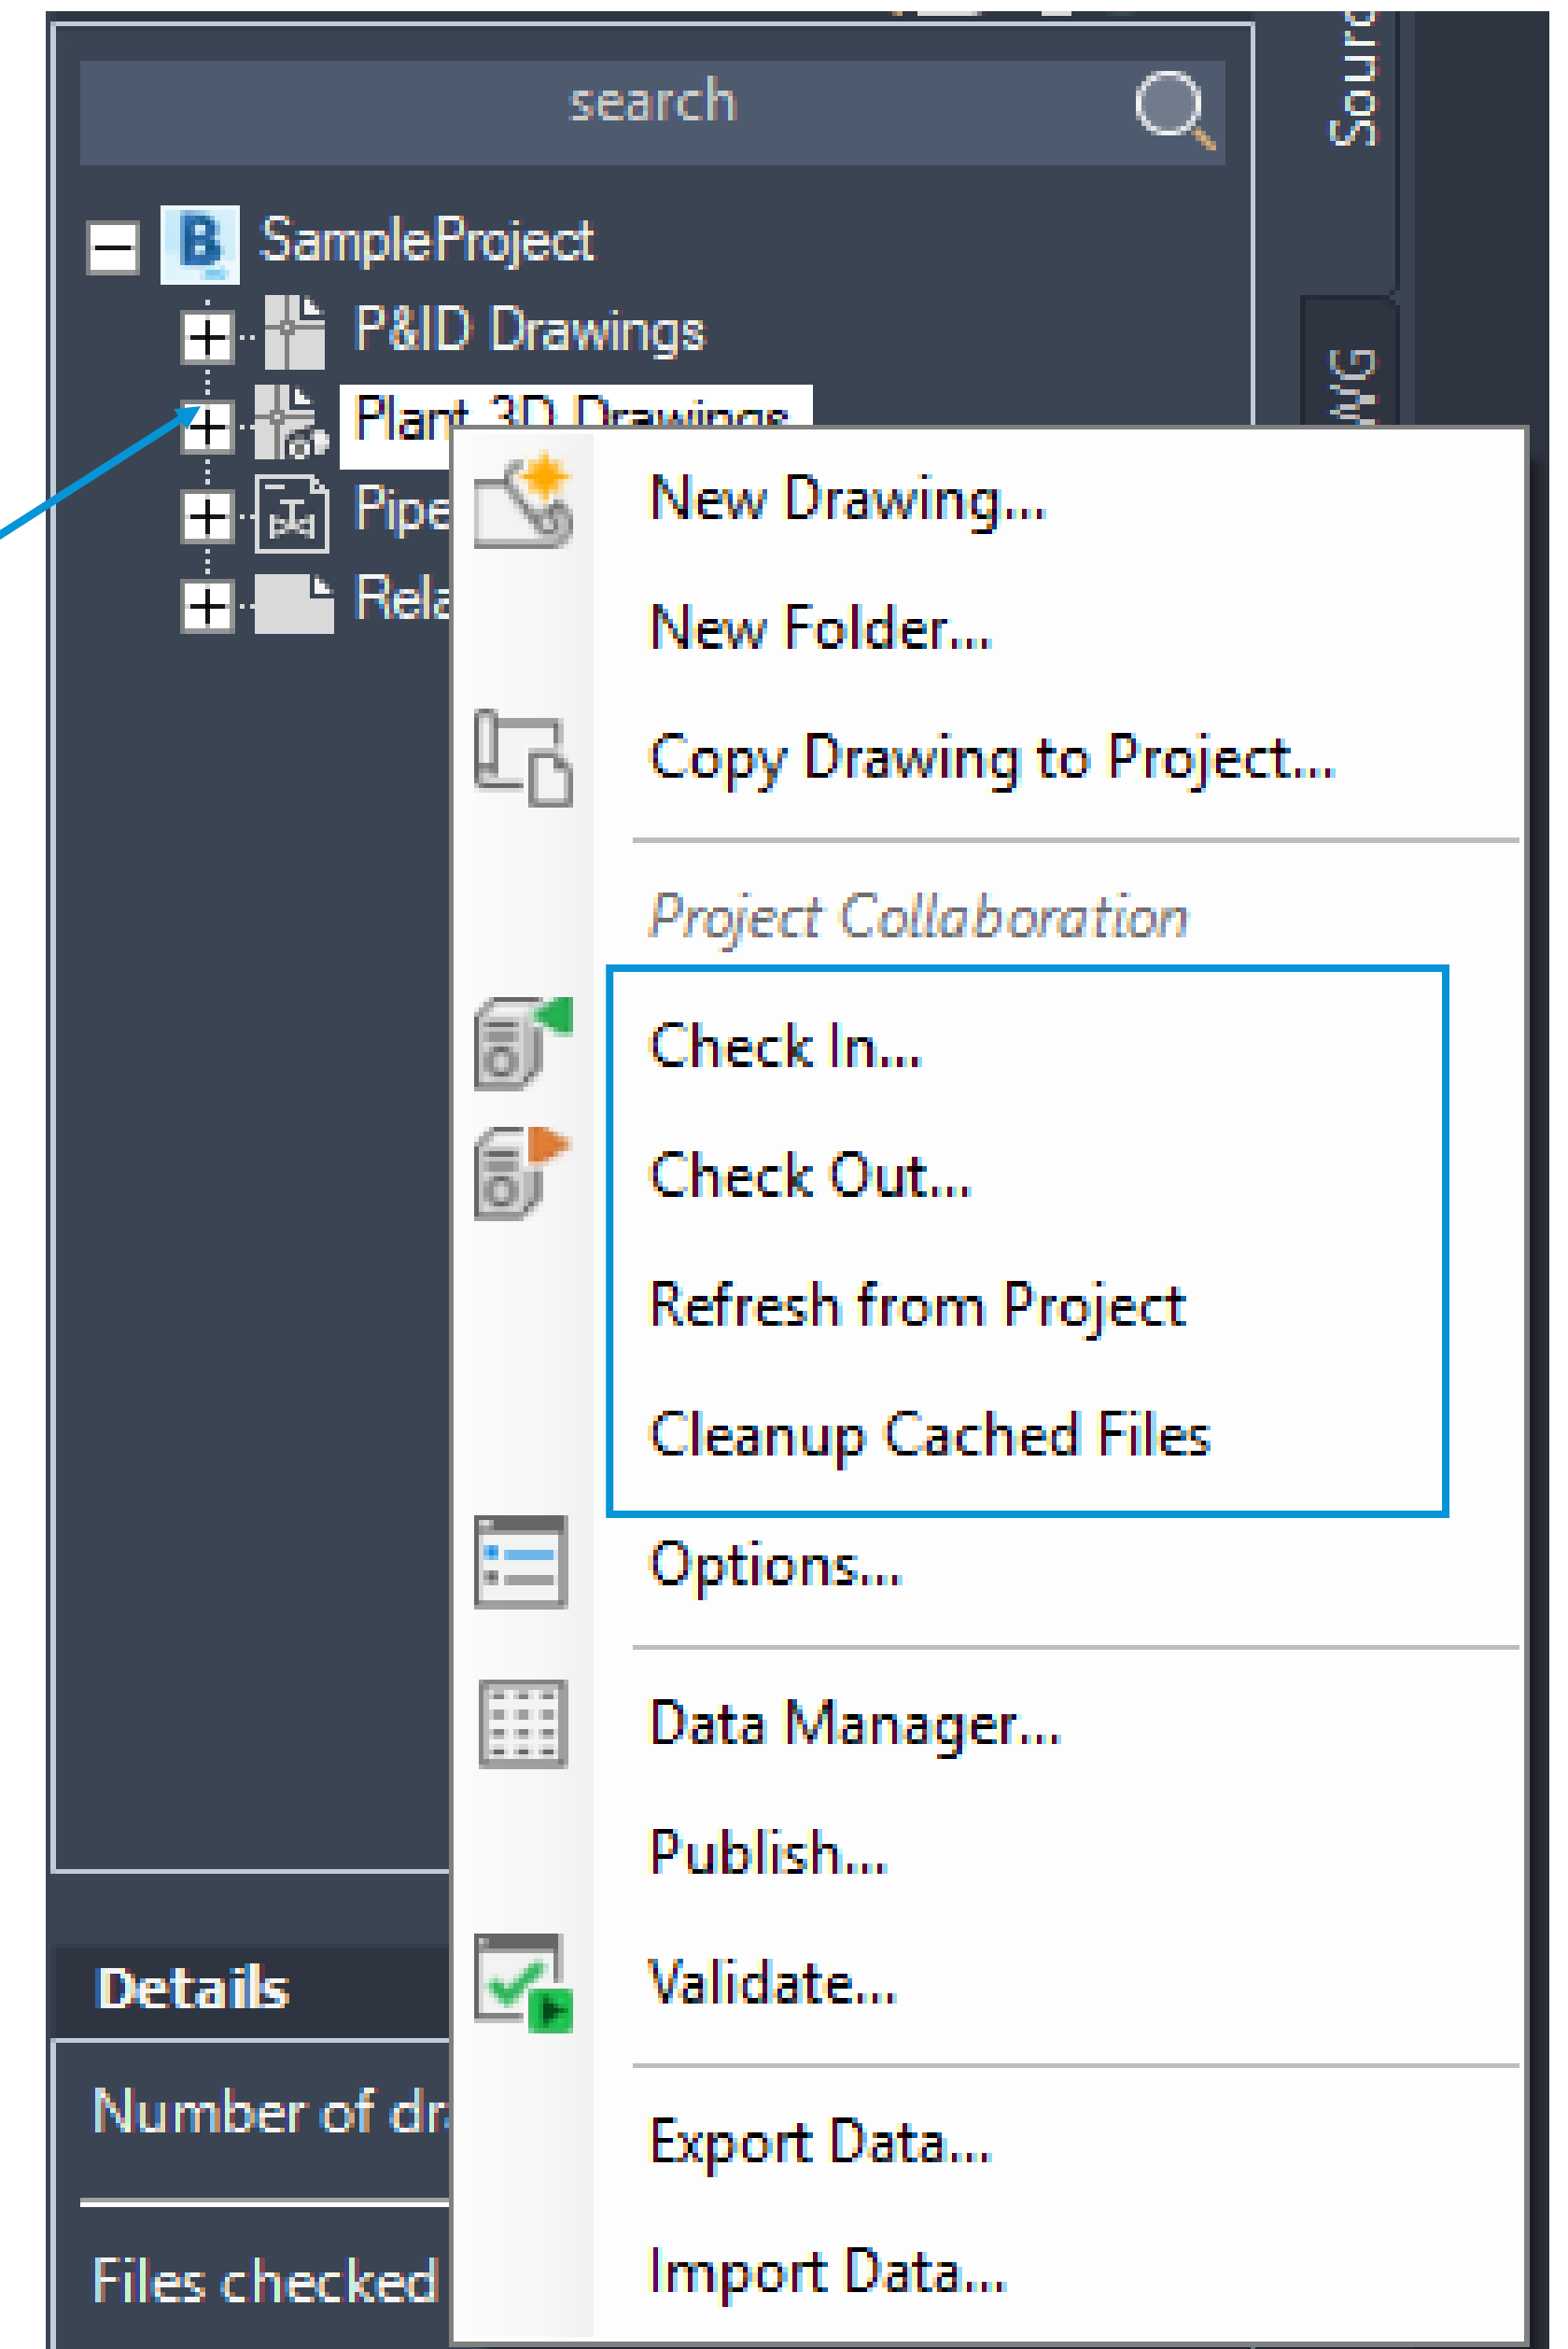 search
Sourc
B SampleProject
P&ID Drawings
Plant 3D Drawings
Pipe
Rela
WG
New Drawing...
New Folder...
Copy Drawing to Project...
Project Collaboration
Check In...
Check Out...
Refresh from Project
Cleanup Cached Files
Options...
Data Manager...
Publish...
Validate...
Export Data...
Import Data...
Details
Number of dr
Files checked